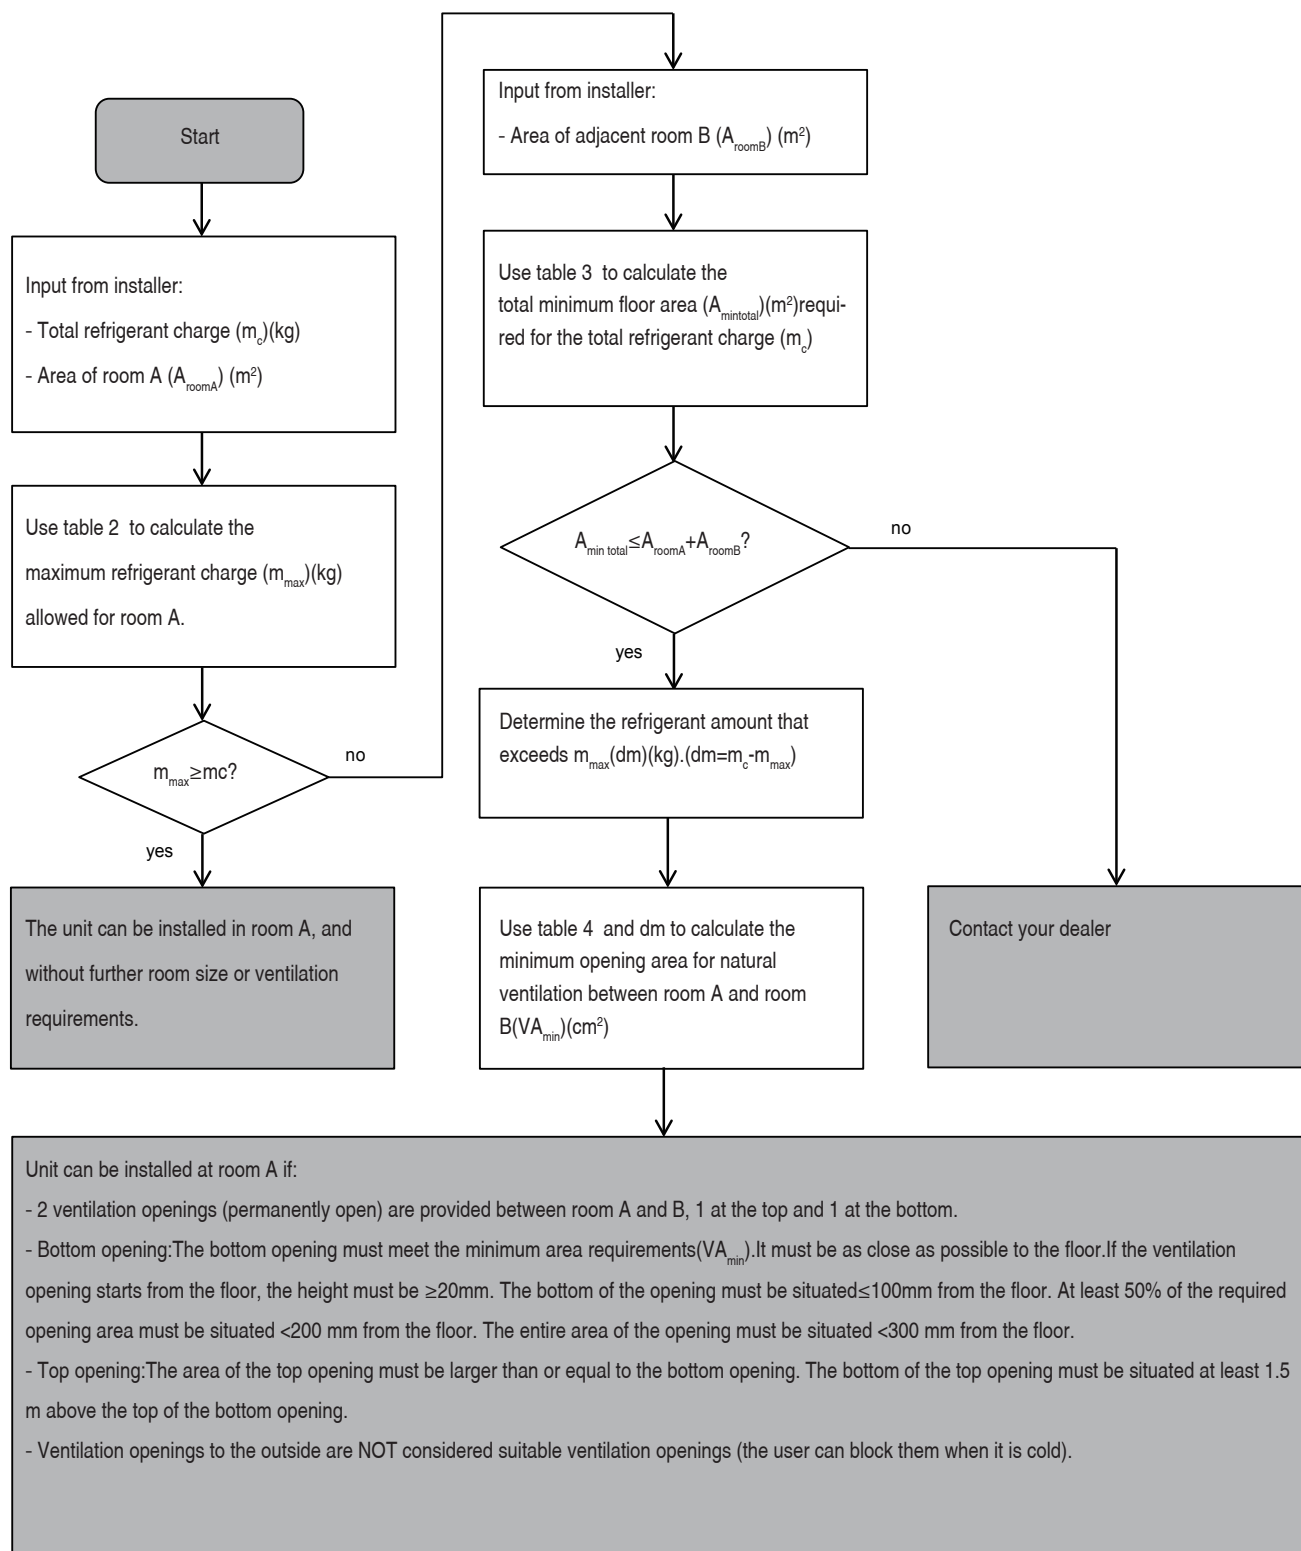 Start
Input from installer:
- Total refrigerant charge (mc)(kg)
- Area of room A (AroomA) (m²)
Use table 2 to calculate the
maximum refrigerant charge (mmax)(kg)
allowed for room A.
mmax≥mc?
no
yes
The unit can be installed in room A, and
without further room size or ventilation
requirements.
Input from installer:
- Area of adjacent room B (AroomB) (m²)
Use table 3 to calculate the
total minimum floor area (Amintotal)(m²)requi-
red for the total refrigerant charge (mc)
Amin total≤AroomA+AroomB?
no
yes
Determine the refrigerant amount that
exceeds mmax(dm)(kg).(dm=mc-mmax)
Use table 4 and dm to calculate the
minimum opening area for natural
ventilation between room A and room
B(VAmin)(cm²)
Contact your dealer
Unit can be installed at room A if:
- 2 ventilation openings (permanently open) are provided between room A and B, 1 at the top and 1 at the bottom.
- Bottom opening:The bottom opening must meet the minimum area requirements(VAmin).It must be as close as possible to the floor.If the ventilation
opening starts from the floor, the height must be ≥20mm. The bottom of the opening must be situated≤100mm from the floor. At least 50% of the required
opening area must be situated <200 mm from the floor. The entire area of the opening must be situated <300 mm from the floor.
- Top opening:The area of the top opening must be larger than or equal to the bottom opening. The bottom of the top opening must be situated at least 1.5
m above the top of the bottom opening.
- Ventilation openings to the outside are NOT considered suitable ventilation openings (the user can block them when it is cold).